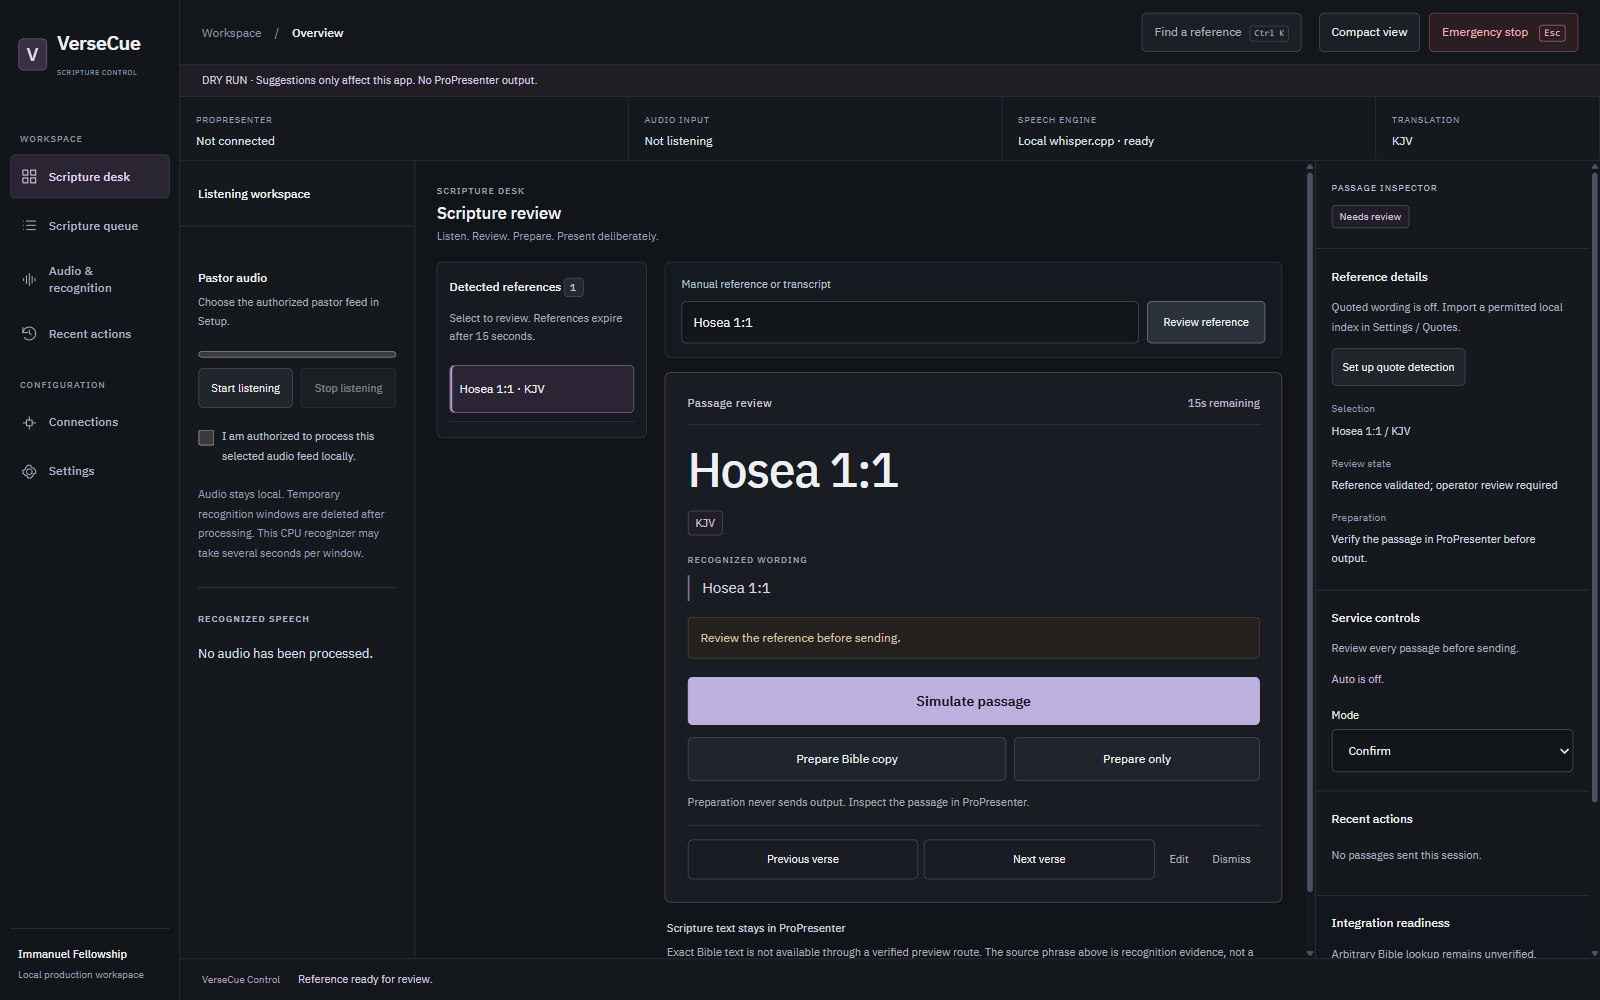 V
VerseCue
SCRIPTURE CONTROL
WORKSPACE
Scripture desk
Scripture queue
Audio &
recognition
Recent actions
CONFIGURATION
Connections
Settings
Immanuel Fellowship
Local production workspace
Workspace / Overview
Find a reference Ctrl K
Compact view
Emergency stop Esc
DRY RUN · Suggestions only affect this app. No ProPresenter output.
PROPRESENTER
Not connected
AUDIO INPUT
Not listening
SPEECH ENGINE
Local whisper.cpp · ready
TRANSLATION
KJV
Listening workspace
Pastor audio
Choose the authorized pastor feed in
Setup.
Start listening
Stop listening
I am authorized to process this
selected audio feed locally.
Audio stays local. Temporary
recognition windows are deleted after
processing. This CPU recognizer may
take several seconds per window.
RECOGNIZED SPEECH
No audio has been processed.
SCRIPTURE DESK
Scripture review
Listen. Review. Prepare. Present deliberately.
Detected references 1
Select to review. References expire
after 15 seconds.
Hosea 1:1 · KJV
Manual reference or transcript
Hosea 1:1
Review reference
Passage review
15s remaining
Hosea 1:1
KJV
RECOGNIZED WORDING
Hosea 1:1
Review the reference before sending.
Simulate passage
Prepare Bible copy
Prepare only
Preparation never sends output. Inspect the passage in ProPresenter.
Previous verse
Next verse
Edit
Dismiss
Scripture text stays in ProPresenter
Exact Bible text is not available through a verified preview route. The source phrase above is recognition evidence, not a
PASSAGE INSPECTOR
Needs review
Reference details
Quoted wording is off. Import a permitted local
index in Settings / Quotes.
Set up quote detection
Selection
Hosea 1:1 / KJV
Review state
Reference validated; operator review required
Preparation
Verify the passage in ProPresenter before
output.
Service controls
Review every passage before sending.
Auto is off.
Mode
Confirm
Recent actions
No passages sent this session.
Integration readiness
Arbitrary Bible lookup remains unverified.
VerseCue Control
Reference ready for review.